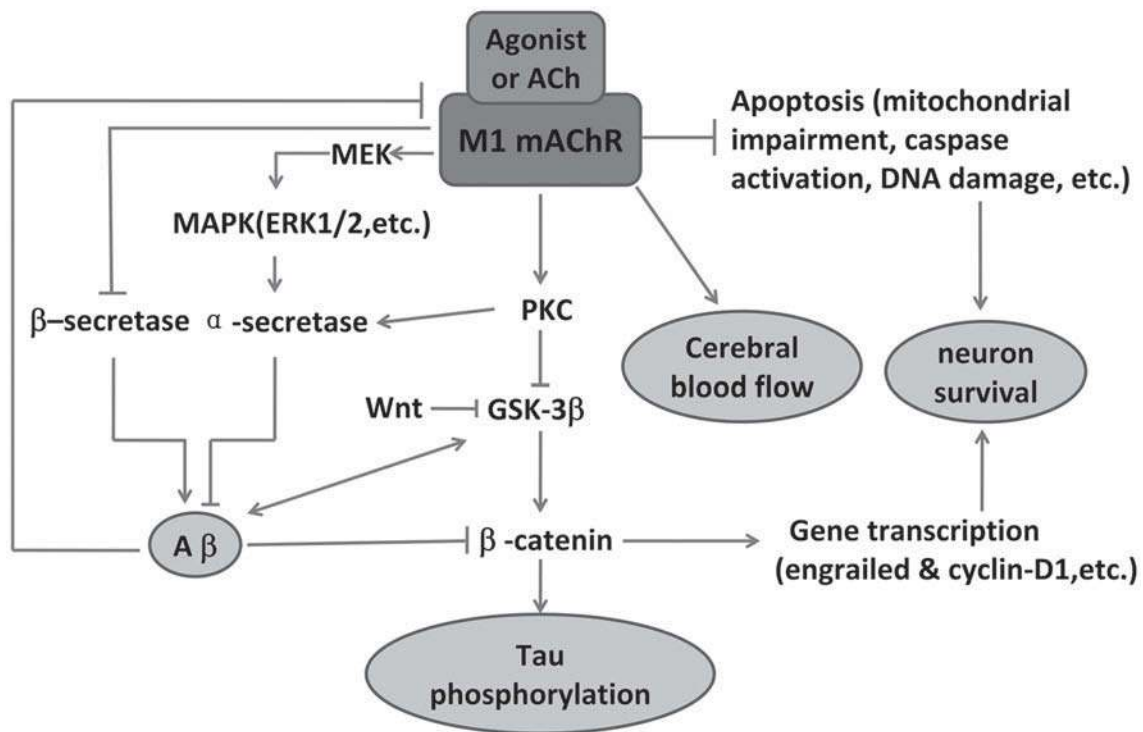 Agonist
or ACh
M1 mAChR
Apoptosis (mitochondrial
impairment, caspase
activation, DNA damage, etc.)
MEK
MAPK(ERK1/2,etc.)
β–secretase
α -secretase
PKC
Cerebral
blood flow
neuron
survival
Wnt
GSK-3β
A β
β -catenin
Gene transcription
(engrailed & cyclin-D1,etc.)
Tau
phosphorylation